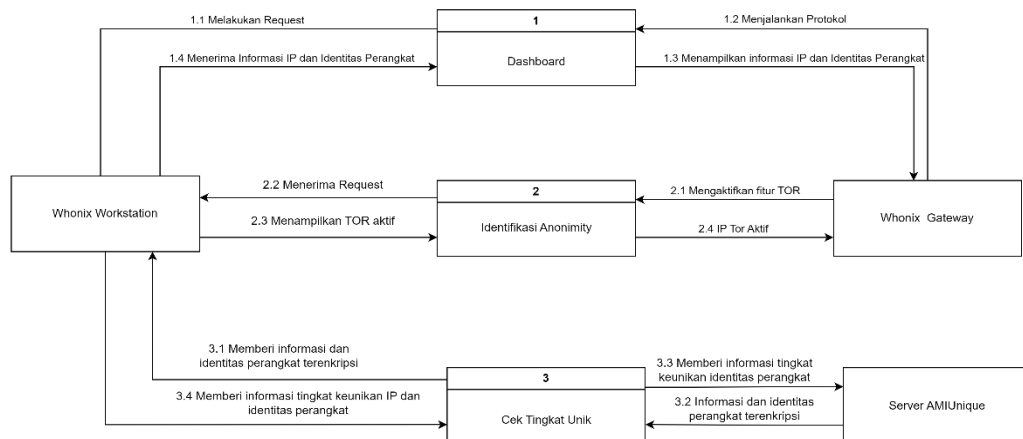 1.1 Melakukan Request
1
1.2 Menjalankan Protokol
1.4 Menerima Informasi IP dan Identitas Perangkat
Dashboard
1.3 Menampilkan informasi IP dan Identitas Perangkat
2.2 Menerima Request
2
2.1 Mengaktifkan fitur TOR
Whonix Workstation
2.3 Menampilkan TOR aktif
Identifikasi Anonimity
2.4 IP Tor Aktif
Whonix Gateway
3.1 Memberi informasi dan
identitas perangkat terenkripsi
3.3 Memberi informasi tingkat
keunikan identitas perangkat
3
3.4 Memberi informasi tingkat keunikan IP dan
identitas perangkat
Cek Tingkat Unik
3.2 Informasi dan identitas
perangkat terenkripsi
Server AMIUnique